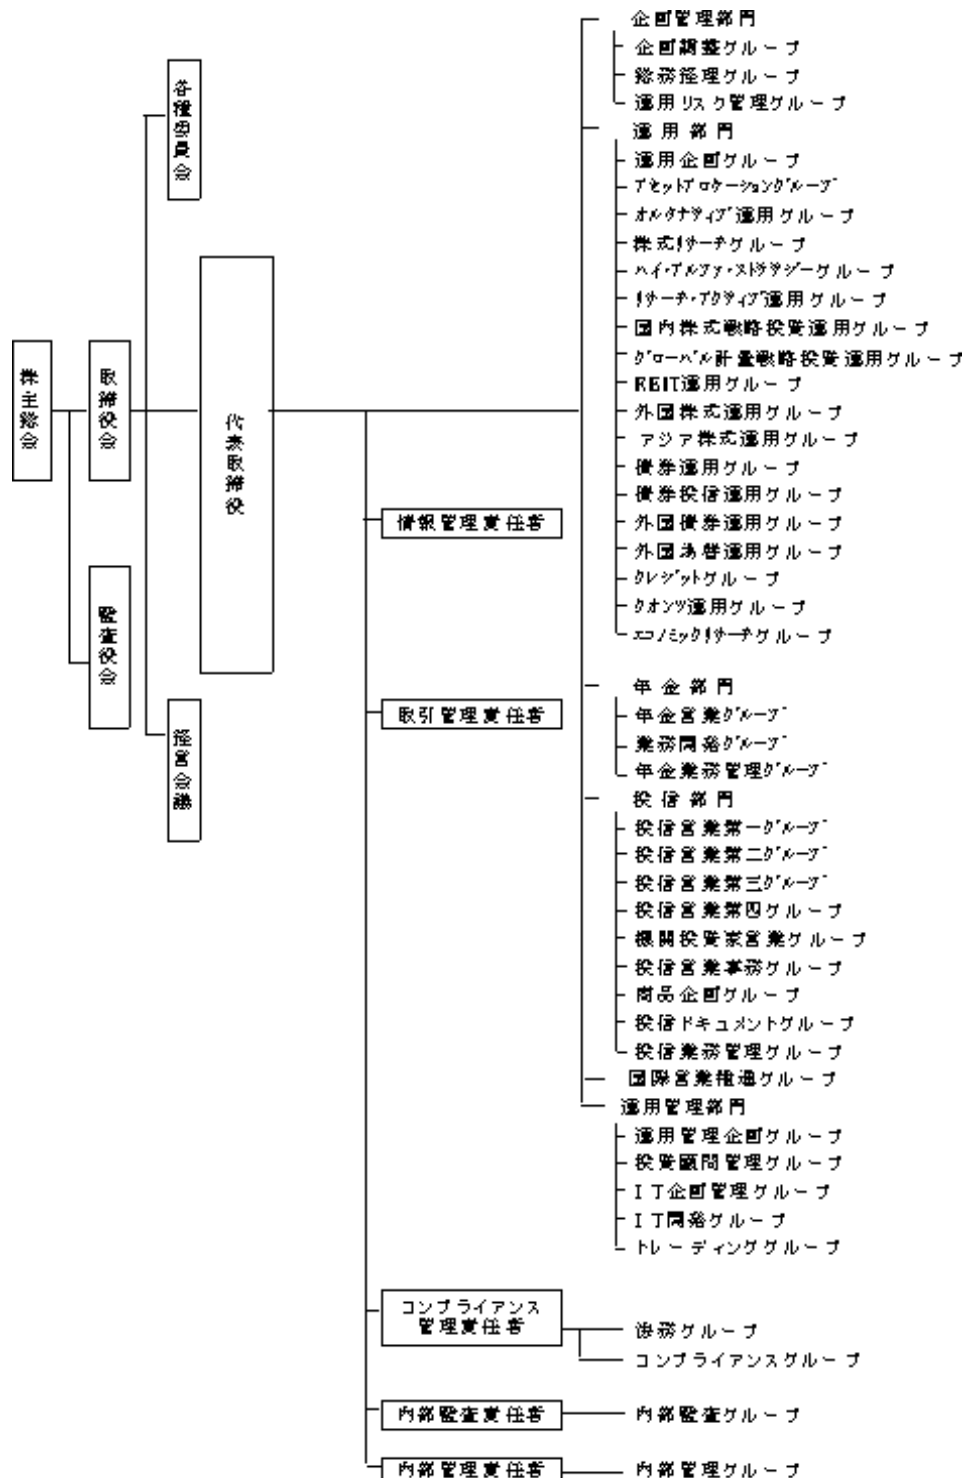 株主総会
取締役会
監査役会
各種委員会
経営会議
代表取締役
情報管理責任者
取引管理責任者
コンプライアンス
管理責任者
内部監査責任者
内部管理責任者
企画管理部門
企画調整グループ
総務経理グループ
運用リスク管理グループ
運用部門
運用企画グループ
アセットアロケーショングループ
オルタナティブ運用グループ
株式リサーチグループ
ハイ・アルファ・ストラテジーグループ
リサーチ・アクティブ運用グループ
国内株式戦略投資運用グループ
グローバル計量戦略投資運用グループ
REIT運用グループ
外国株式運用グループ
アジア株式運用グループ
債券運用グループ
債券投信運用グループ
外国債券運用グループ
外国為替運用グループ
クレジットグループ
クオンツ運用グループ
エコノミックリサーチグループ
年金部門
年金営業グループ
業務開発グループ
年金業務管理グループ
投信部門
投信営業第一グループ
投信営業第二グループ
投信営業第三グループ
投信営業第四グループ
機関投資家営業グループ
投信営業事務グループ
商品企画グループ
投信ドキュメントグループ
投信業務管理グループ
国際営業推進グループ
運用管理部門
運用管理企画グループ
投資顧問管理グループ
IT企画管理グループ
IT開発グループ
トレーディンググループ
法務グループ
コンプライアンスグループ
内部監査グループ
内部管理グループ